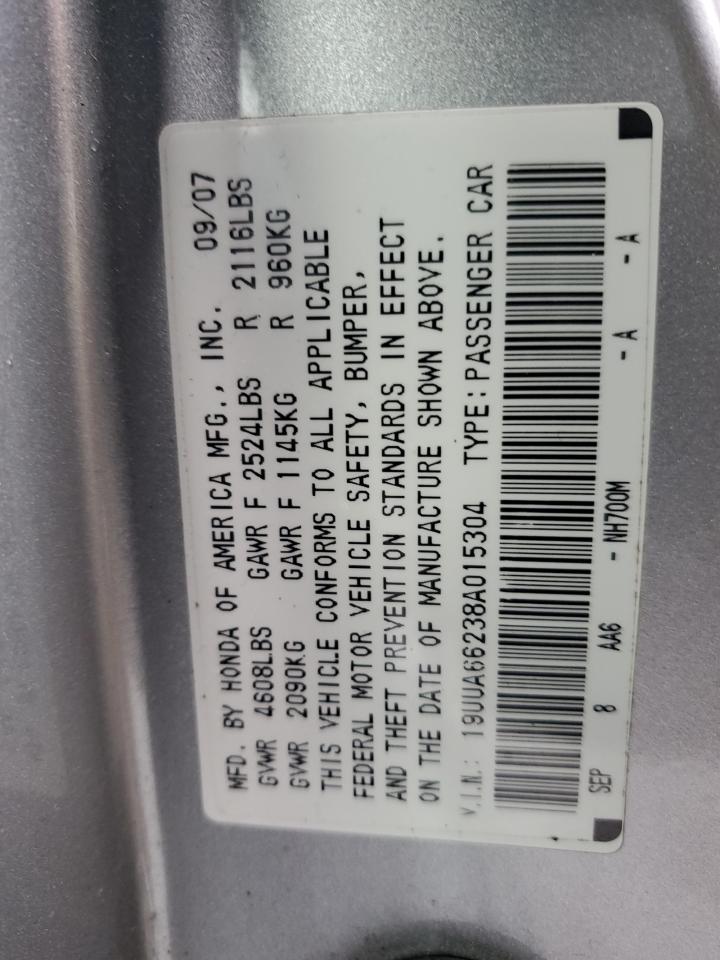 MFD. BY HONDA OF AMERICA MFG., INC. 09/07
GVWR 4608LBS GAWR F 2524LBS R 2116LBS
GVWR 2090KG GAWR F 1145KG R 960KG
THIS VEHICLE CONFORMS TO ALL APPLICABLE
FEDERAL MOTOR VEHICLE SAFETY, BUMPER,
AND THEFT PREVENTION STANDARDS IN EFFECT
ON THE DATE OF MANUFACTURE SHOWN ABOVE.
V.I.N.: 19UUA66238A015304 TYPE:PASSENGER CAR
SEP 8 AA6 - NH700M - A - A